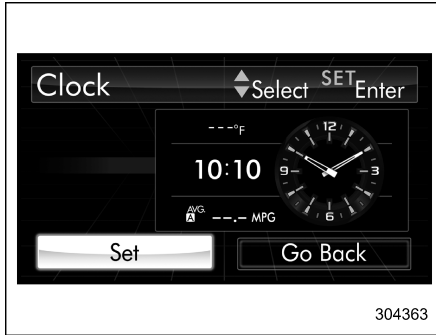 Clock Select SET Enter
---°F
12
10:10 9 3
AVG. A --.- MPG
6
Set Go Back
304363